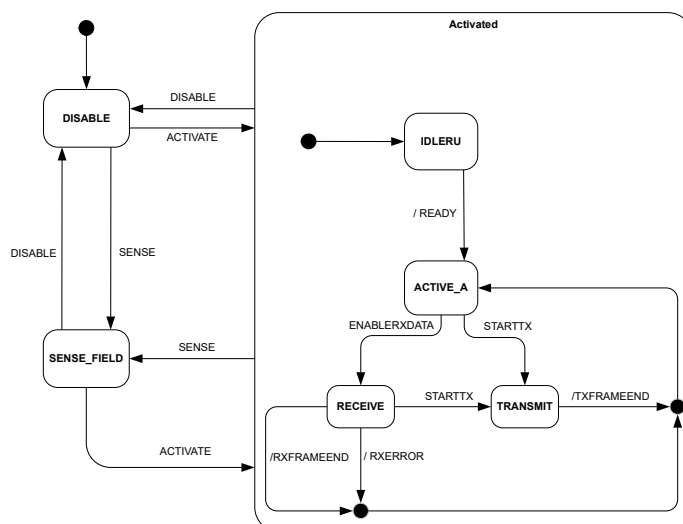 Activated
DISABLE
DISABLE
ACTIVATE
IDLERU
/ READY
DISABLE
SENSE
ACTIVE_A
ENABLERXDATA
STARTTX
SENSE_FIELD
SENSE
RECEIVE
STARTTX
TRANSMIT
/TXFRAMEEND
ACTIVATE
/RXFRAMEEND
/ RXERROR